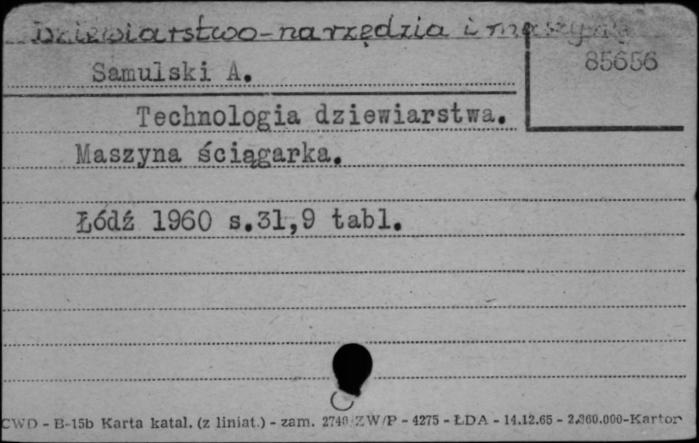 Dziewiarstwo - narzędzia i maszyny
85656
Samulski A.
Technologia dziewiarstwa.
Maszyna ściągarka.
Łódź 1960 s.31,9 tabl.
CWD - B-15b Karta katal. (z liniat.) - zam. 2740 ZW/P - 4275 - ŁDA - 14.12.65 - 2.360.000-Karton